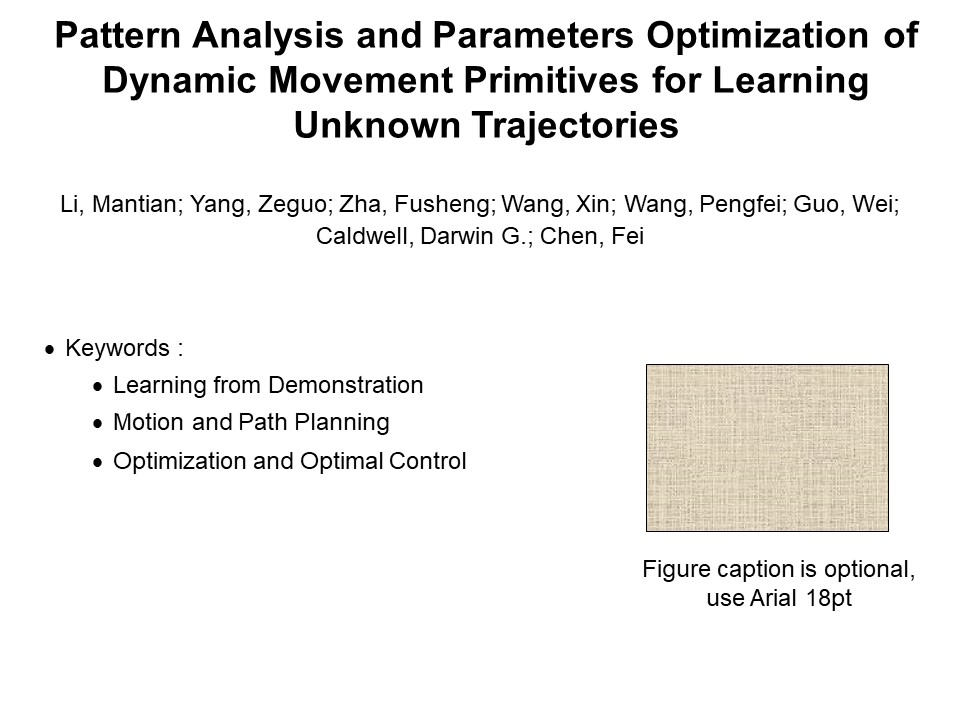 Pattern Analysis and Parameters Optimization of
Dynamic Movement Primitives for Learning
Unknown Trajectories
Li, Mantian; Yang, Zeguo; Zha, Fusheng; Wang, Xin; Wang, Pengfei; Guo, Wei;
Caldwell, Darwin G.; Chen, Fei
• Keywords :
• Learning from Demonstration
• Motion and Path Planning
• Optimization and Optimal Control
Figure caption is optional,
use Arial 18pt